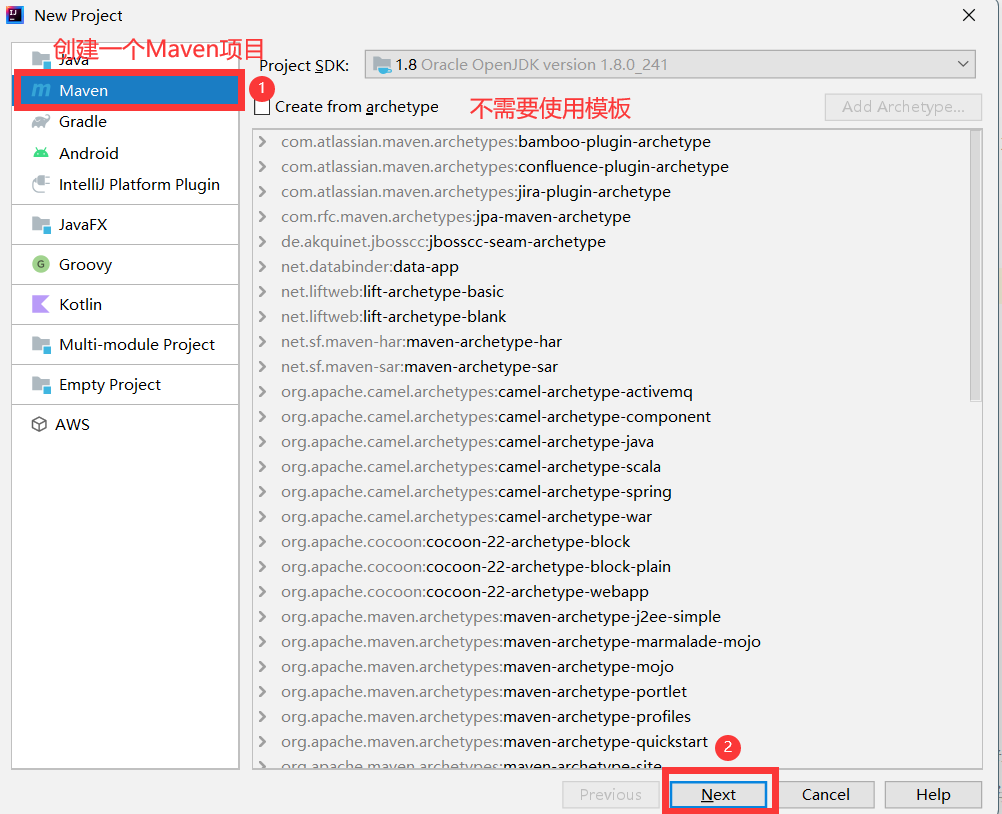 New Project
创建一个Maven项目
Java
Maven
1
Gradle
Android
IntelliJ Platform Plugin
JavaFX
G
Groovy
Kotlin
Multi-module Project
Empty Project
AWS
Project SDK:
1.8 Oracle OpenJDK version 1.8.0_241
Create from archetype
不需要使用模板
Add Archetype...
com.atlassian.maven.archetypes:bamboo-plugin-archetype
com.atlassian.maven.archetypes:confluence-plugin-archetype
com.atlassian.maven.archetypes:jira-plugin-archetype
com.rfc.maven.archetypes:jpa-maven-archetype
de.akquinet.jbosscc:jbosscc-seam-archetype
net.databinder:data-app
net.liftweb:lift-archetype-basic
net.liftweb:lift-archetype-blank
net.sf.maven-har:maven-archetype-har
net.sf.maven-sar:maven-archetype-sar
org.apache.camel.archetypes:camel-archetype-activemq
org.apache.camel.archetypes:camel-archetype-component
org.apache.camel.archetypes:camel-archetype-java
org.apache.camel.archetypes:camel-archetype-scala
org.apache.camel.archetypes:camel-archetype-spring
org.apache.camel.archetypes:camel-archetype-war
org.apache.cocoon:cocoon-22-archetype-block
org.apache.cocoon:cocoon-22-archetype-block-plain
org.apache.cocoon:cocoon-22-archetype-webapp
org.apache.maven.archetypes:maven-archetype-j2ee-simple
org.apache.maven.archetypes:maven-archetype-marmalade-mojo
org.apache.maven.archetypes:maven-archetype-mojo
org.apache.maven.archetypes:maven-archetype-portlet
org.apache.maven.archetypes:maven-archetype-profiles
org.apache.maven.archetypes:maven-archetype-quickstart
2
org.apache.maven.archetypes:maven-archetype-site
Previous
Next
Cancel
Help